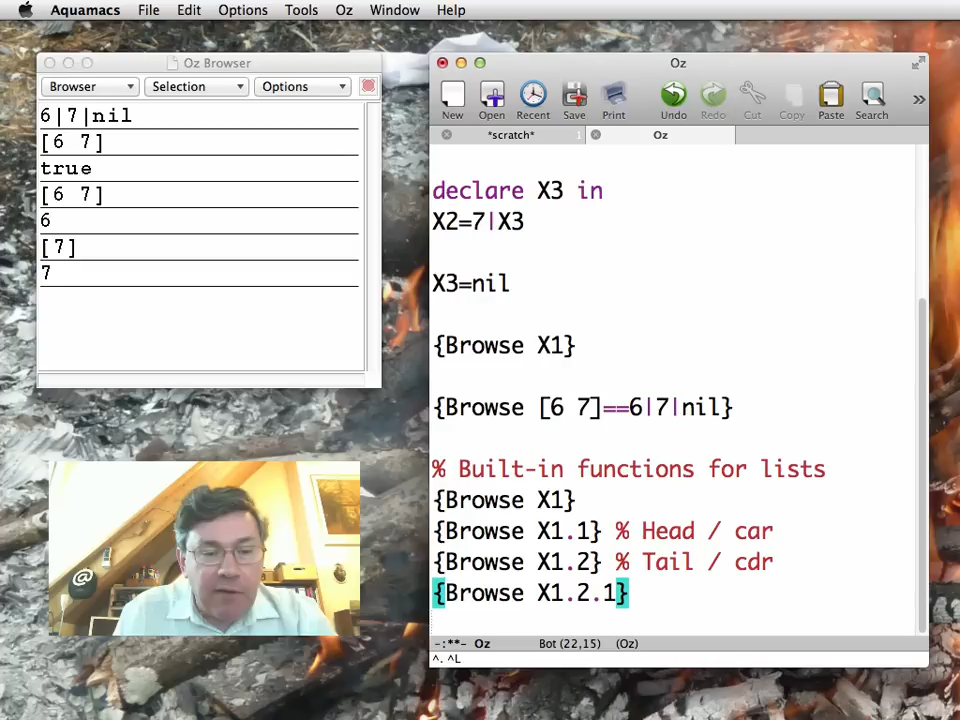 Aquamacs File Edit Options Tools Oz Window Help
Oz Browser
Browser Selection Options
6|7|nil
[6 7]
true
[6 7]
6
[7]
7
Oz
New Open Recent Save Print Undo Redo Cut Copy Paste Search »
*scratch* 1 Oz
declare X3 in
X2=7|X3
X3=nil
{Browse X1}
{Browse [6 7]==6|7|nil}
% Built-in functions for lists
{Browse X1}
{Browse X1.1} % Head / car
{Browse X1.2} % Tail / cdr
{Browse X1.2.1}
-:**- Oz Bot (22,15) (Oz)
^. ^L
@